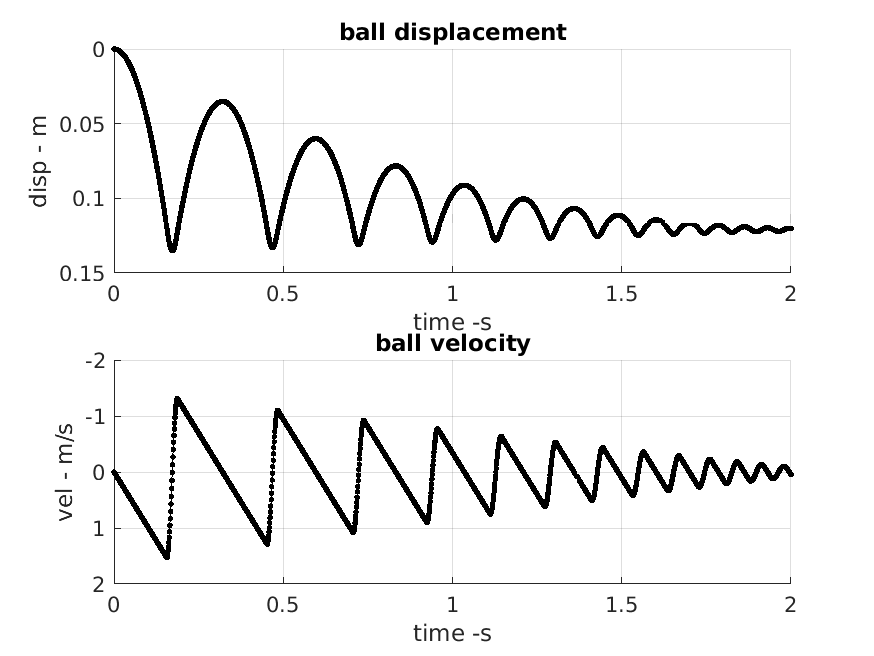 ball displacement
disp - m
0
0.05
0.1
0.15
0 0.5 1 1.5 2
time -s
ball velocity
vel - m/s
-2
-1
0
1
2
0 0.5 1 1.5 2
time -s